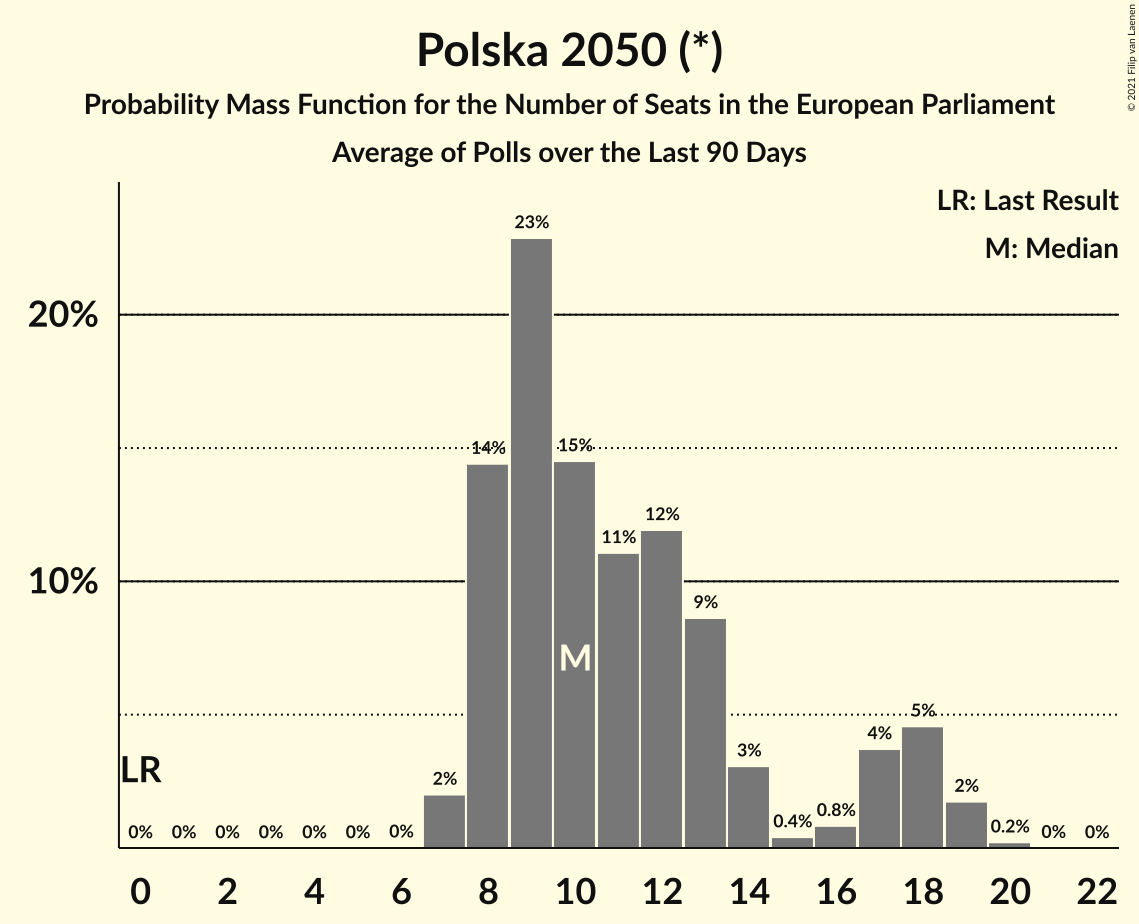 Polska 2050 (*)
Probability Mass Function for the Number of Seats in the European Parliament
Average of Polls over the Last 90 Days
© 2021 Filip van Laenen
LR: Last Result
M: Median
20%
10%
23%
14%
15%
11%
12%
9%
M
LR
0%
0%
0%
0%
0%
0%
0%
2%
3%
0.4%
0.8%
4%
5%
2%
0.2%
0%
0%
0 2 4 6 8 10 12 14 16 18 20 22